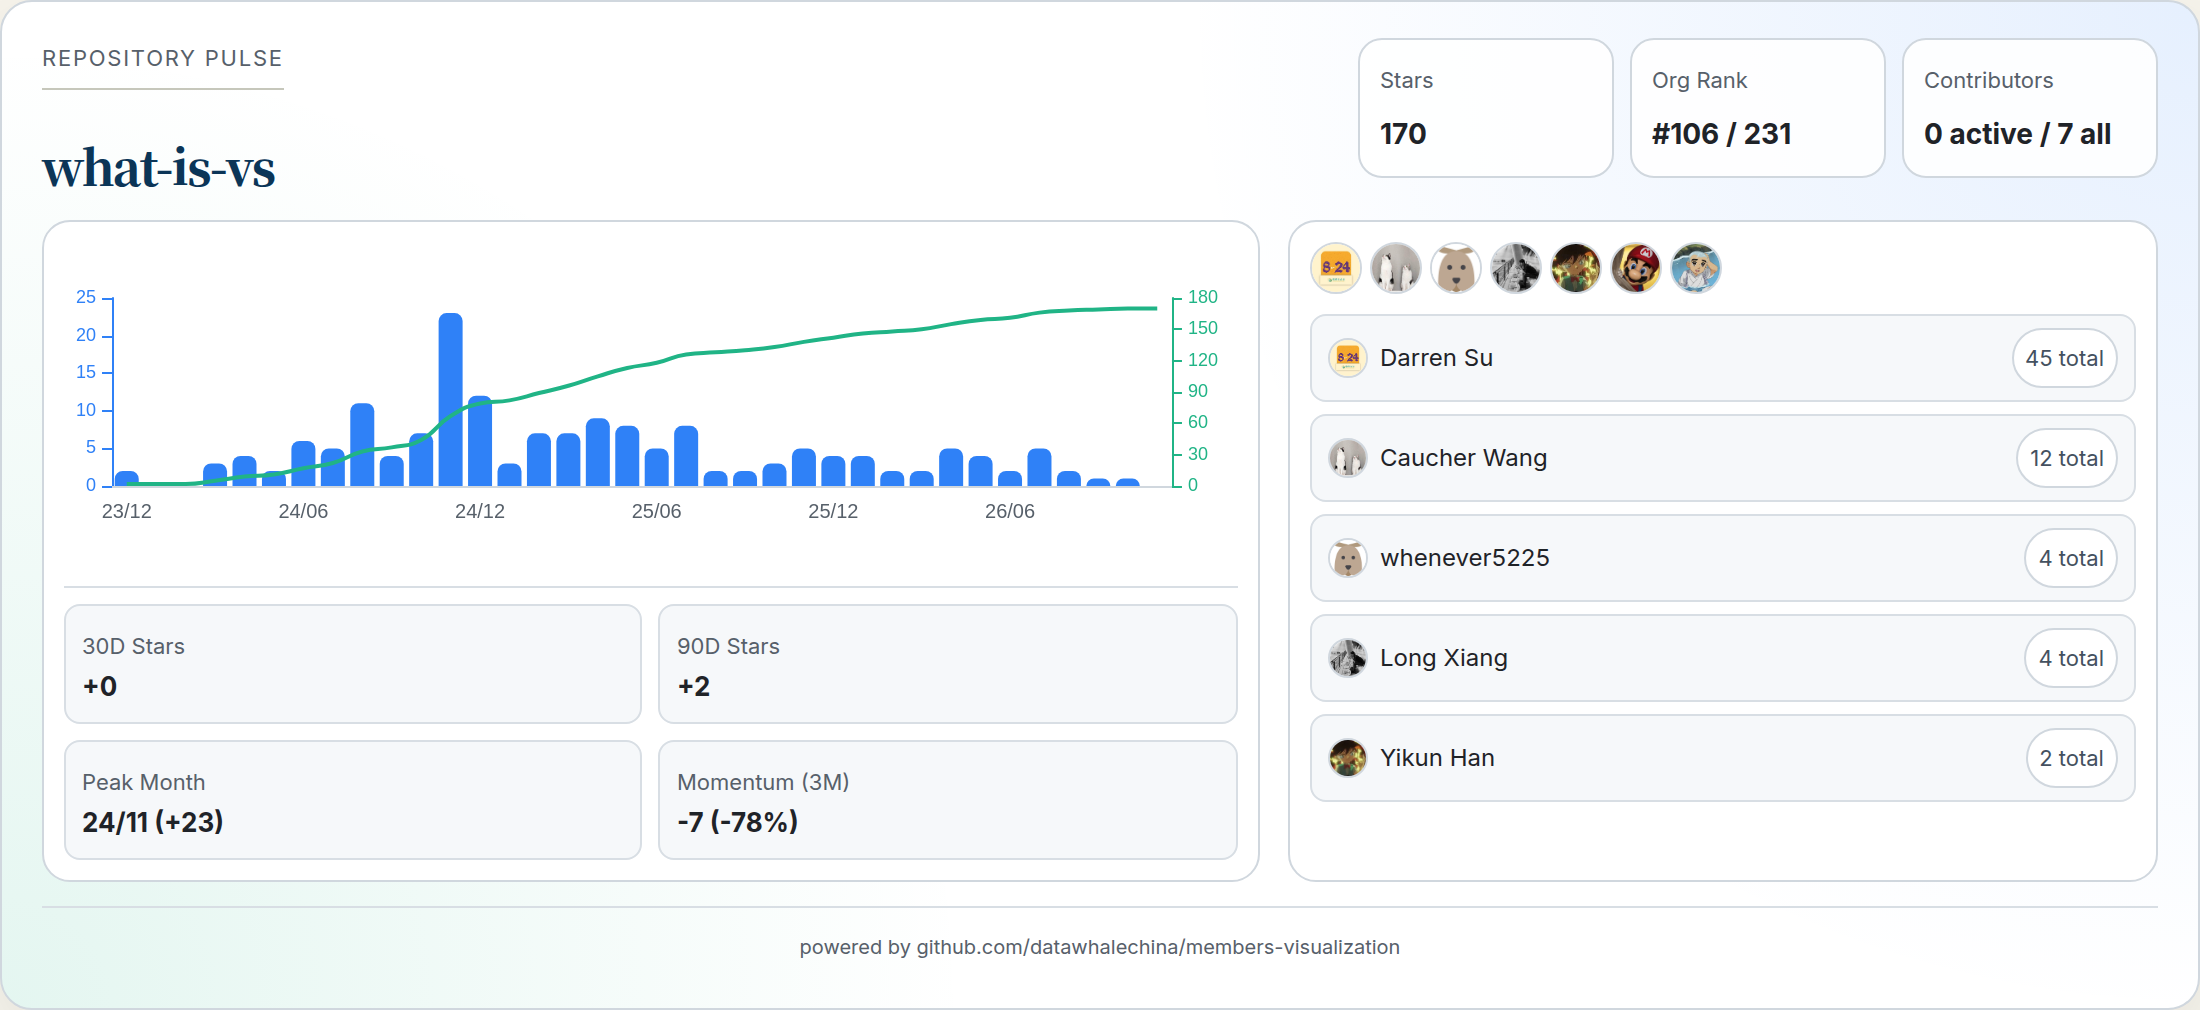 REPOSITORY PULSE
what-is-vs
Stars
170
Org Rank
#106 / 231
Contributors
0 active / 7 all
25
20
15
10
5
0
180
150
120
90
60
30
0
23/12
24/06
24/12
25/06
25/12
26/06
30D Stars
+0
90D Stars
+2
Peak Month
24/11 (+23)
Momentum (3M)
-7 (-78%)
8 24
8 24
Darren Su
45 total
Caucher Wang
12 total
whenever5225
4 total
Long Xiang
4 total
Yikun Han
2 total
powered by github.com/datawhalechina/members-visualization